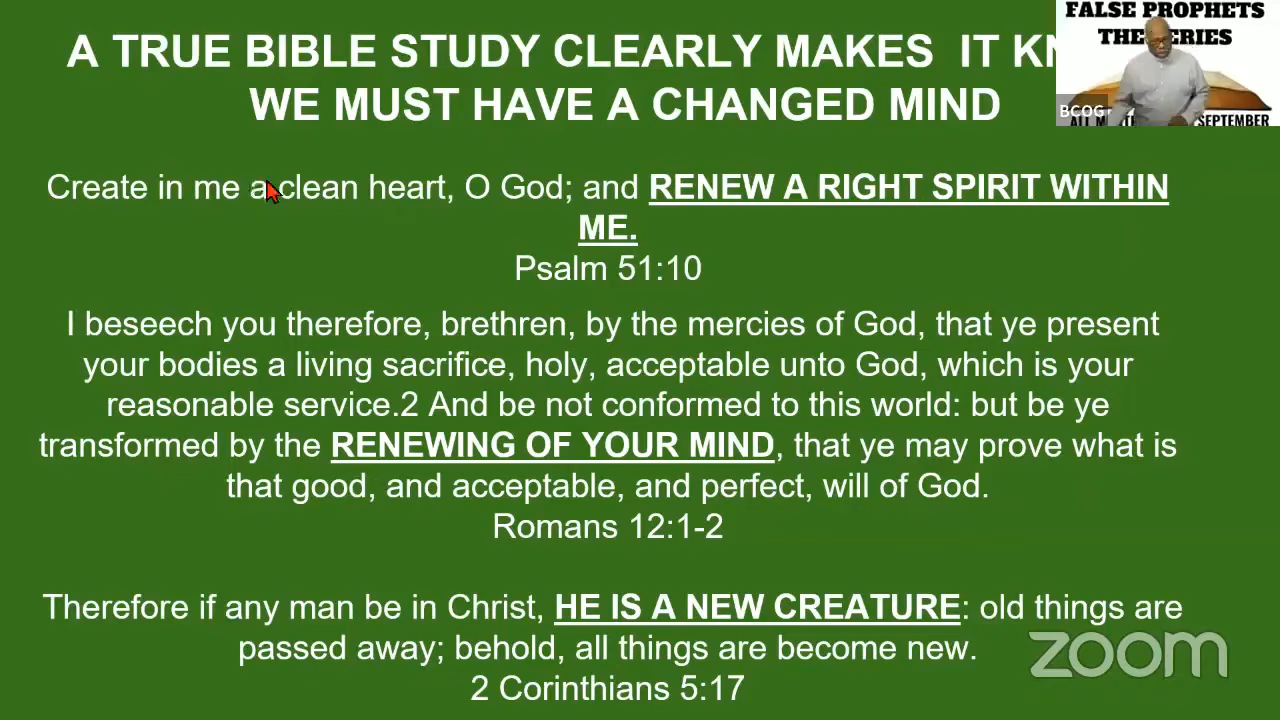 A TRUE BIBLE STUDY CLEARLY MAKES IT
WE MUST HAVE A CHANGED MIND
FALSE PROPHETS
BCOG
SEPTEMBER
Create in me a clean heart, O God; and RENEW A RIGHT SPIRIT WITHIN
ME.
Psalm 51:10
I beseech you therefore, brethren, by the mercies of God, that ye present
your bodies a living sacrifice, holy, acceptable unto God, which is your
reasonable service.2 And be not conformed to this world: but be ye
transformed by the RENEWING OF YOUR MIND, that ye may prove what is
that good, and acceptable, and perfect, will of God.
Romans 12:1-2
Therefore if any man be in Christ, HE IS A NEW CREATURE: old things are
passed away; behold, all things are become new.
2 Corinthians 5:17
zoom